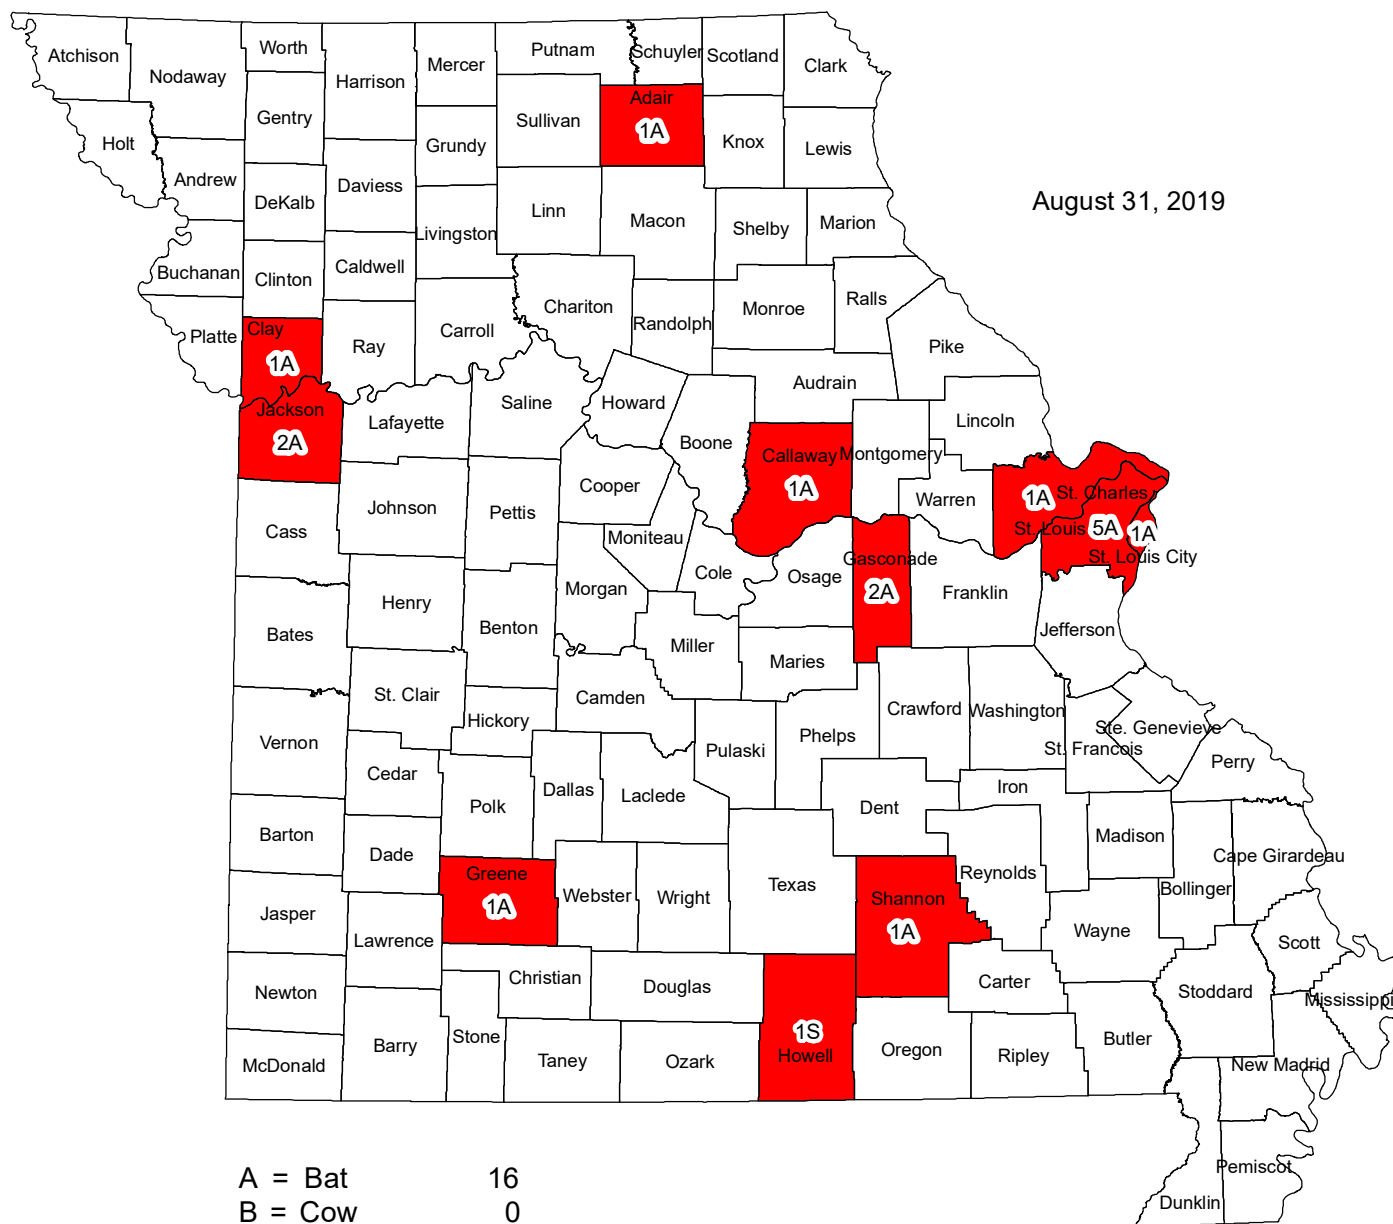 Atchison
Nodaway
Worth
Harrison
Mercer
Putnam
Schuyler
Scotland
Clark
Adair
1A
Gentry
Sullivan
Holt
Grundy
Knox
Lewis
Andrew
DeKalb
Daviess
Linn
Macon
Shelby
Marion
August 31, 2019
Livingston
Buchanan
Clinton
Caldwell
Chariton
Randolph
Monroe
Ralls
Platte
Clay
1A
Ray
Carroll
Pike
Audrain
Jackson
2A
Lafayette
Saline
Howard
Boone
Lincoln
Callaway
1A
Montgomery
Cooper
Warren
1A
St. Charles
Cass
Johnson
Pettis
Moniteau
St. Louis
5A
1A
St. Louis City
Gasconade
2A
Cole
Osage
Morgan
Franklin
Henry
Bates
Benton
Miller
Maries
Jefferson
St. Clair
Camden
Crawford
Washington
Hickory
Ste. Genevieve
Vernon
Pulaski
Phelps
St. Francois
Perry
Cedar
Polk
Dallas
Laclede
Dent
Iron
Barton
Dade
Madison
Cape Girardeau
Greene
1A
Webster
Wright
Texas
Shannon
1A
Reynolds
Bollinger
Jasper
Lawrence
Wayne
Scott
Newton
Christian
Douglas
Carter
Stoddard
Mississippi
1S
Howell
McDonald
Barry
Stone
Taney
Ozark
Oregon
Ripley
Butler
New Madrid
Pemiscot
Dunklin
A = Bat 16
B = Cow 0